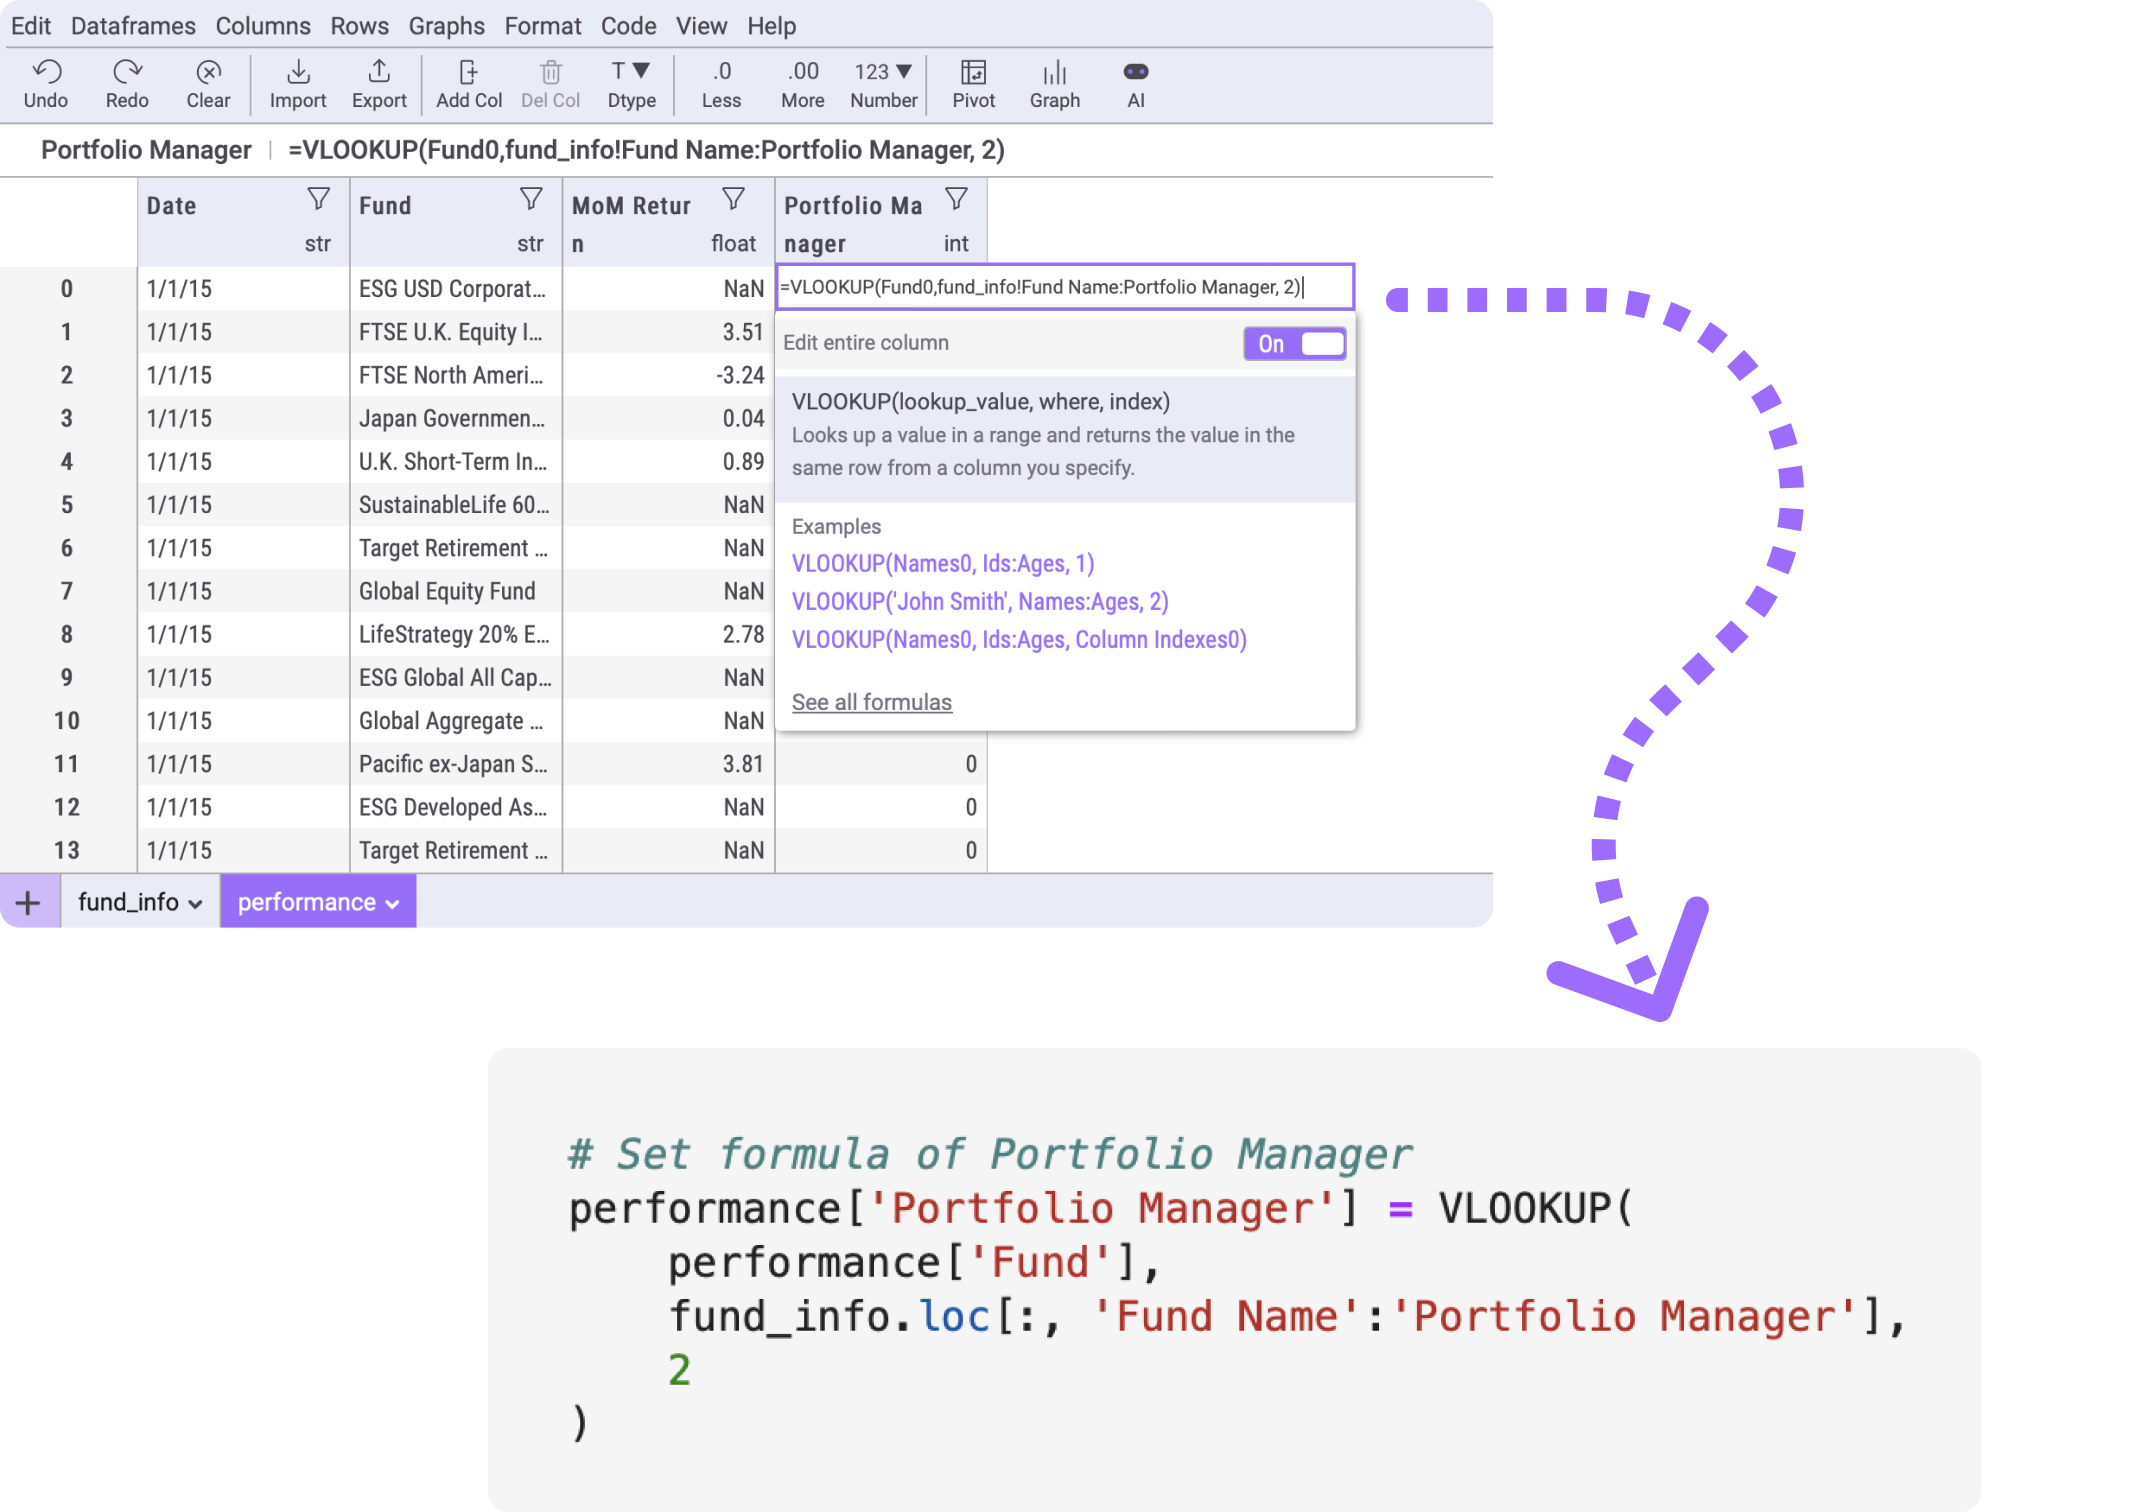 Edit Dataframes Columns Rows Graphs Format Code View Help
Undo Redo Clear Import Export Add Col Del Col T Dtype .0 Less .00 More 123 Number Pivot Graph AI
Portfolio Manager | =VLOOKUP(Fund0,fund_info!Fund Name:Portfolio Manager, 2)
Date str Fund str MoM Retur
n float Portfolio Ma
nager int
0 1/1/15 ESG USD Corporat... NaN =VLOOKUP(Fund0,fund_info!Fund Name:Portfolio Manager, 2)
1 1/1/15 FTSE U.K. Equity I... 3.51
2 1/1/15 FTSE North Ameri... -3.24
3 1/1/15 Japan Governmen... 0.04
4 1/1/15 U.K. Short-Term In... 0.89
5 1/1/15 SustainableLife 60... NaN
6 1/1/15 Target Retirement ... NaN
7 1/1/15 Global Equity Fund NaN
8 1/1/15 LifeStrategy 20% E... 2.78
9 1/1/15 ESG Global All Cap... NaN
10 1/1/15 Global Aggregate ... NaN
11 1/1/15 Pacific ex-Japan S... 3.81 0
12 1/1/15 ESG Developed As... NaN 0
13 1/1/15 Target Retirement ... NaN 0
Edit entire column On
VLOOKUP(lookup_value, where, index)
Looks up a value in a range and returns the value in the
same row from a column you specify.
Examples
VLOOKUP(Names0, Ids:Ages, 1)
VLOOKUP('John Smith', Names:Ages, 2)
VLOOKUP(Names0, Ids:Ages, Column Indexes0)
See all formulas
+ fund_info performance
# Set formula of Portfolio Manager
performance['Portfolio Manager'] = VLOOKUP(
performance['Fund'],
fund_info.loc[:, 'Fund Name':'Portfolio Manager'],
2
)